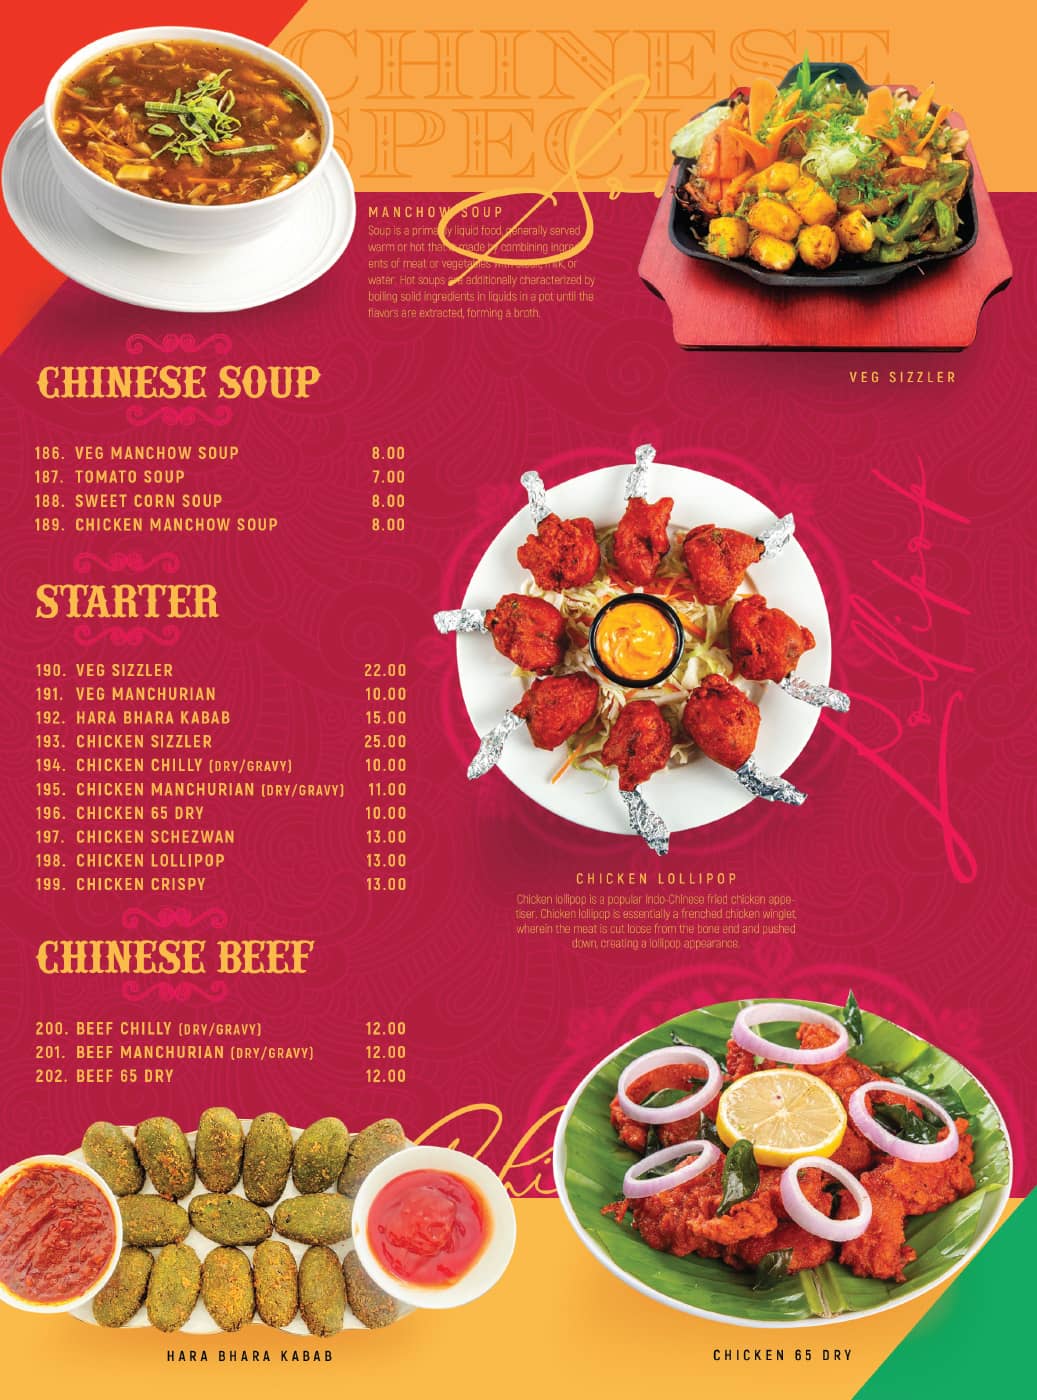 CHINESE
SPECI
So
MANCHOW SOUP
Soup is a primarily liquid food, generally served
warm or hot that is made by combining ingredi-
ents of meat or vegetables with stock, milk, or
water. Hot soups are additionally characterized by
boiling solid ingredients in liquids in a pot until the
flavors are extracted, forming a broth.
VEG SIZZLER
CHINESE SOUP
186. VEG MANCHOW SOUP 8.00
187. TOMATO SOUP 7.00
188. SWEET CORN SOUP 8.00
189. CHICKEN MANCHOW SOUP 8.00
STARTER
190. VEG SIZZLER 22.00
191. VEG MANCHURIAN 10.00
192. HARA BHARA KABAB 15.00
193. CHICKEN SIZZLER 25.00
194. CHICKEN CHILLY (DRY/GRAVY) 10.00
195. CHICKEN MANCHURIAN (DRY/GRAVY) 11.00
196. CHICKEN 65 DRY 10.00
197. CHICKEN SCHEZWAN 13.00
198. CHICKEN LOLLIPOP 13.00
199. CHICKEN CRISPY 13.00
Lollipop
CHICKEN LOLLIPOP
Chicken lollipop is a popular Indo-Chinese fried chicken appe-
tiser. Chicken lollipop is essentially a frenched chicken winglet,
wherein the meat is cut loose from the bone end and pushed
down, creating a lollipop appearance.
CHINESE BEEF
200. BEEF CHILLY (DRY/GRAVY) 12.00
201. BEEF MANCHURIAN (DRY/GRAVY) 12.00
202. BEEF 65 DRY 12.00
Chi
HARA BHARA KABAB
CHICKEN 65 DRY